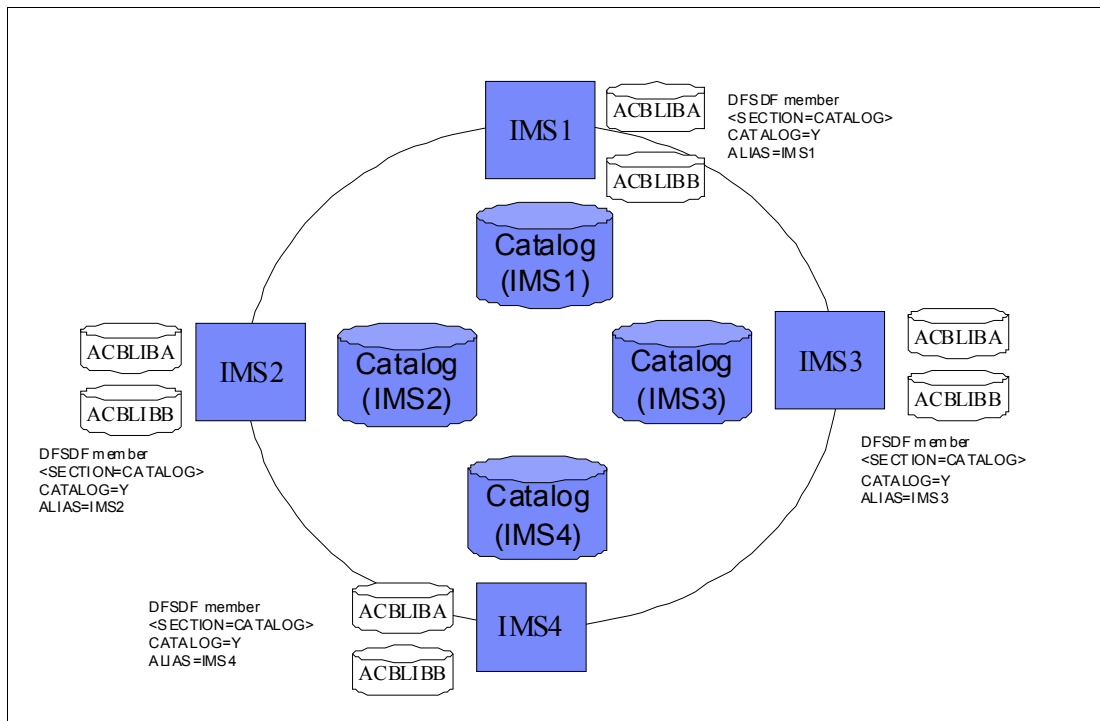 IMS1
ACBLIBA
ACBLIBB
DFSDF member
<SECTION=CATALOG>
CATALOG=Y
ALIAS=IMS1
Catalog
(IMS1)
ACBLIBA
ACBLIBB
IMS2
DFSDF member
<SECTION=CATALOG>
CATALOG=Y
ALIAS=IMS2
Catalog
(IMS2)
Catalog
(IMS3)
IMS3
ACBLIBA
ACBLIBB
DFSDF member
<SECTION=CATALOG>
CATALOG=Y
ALIAS=IMS3
Catalog
(IMS4)
DFSDF member
<SECTION=CATALOG>
CATALOG=Y
ALIAS=IMS4
ACBLIBA
ACBLIBB
IMS4